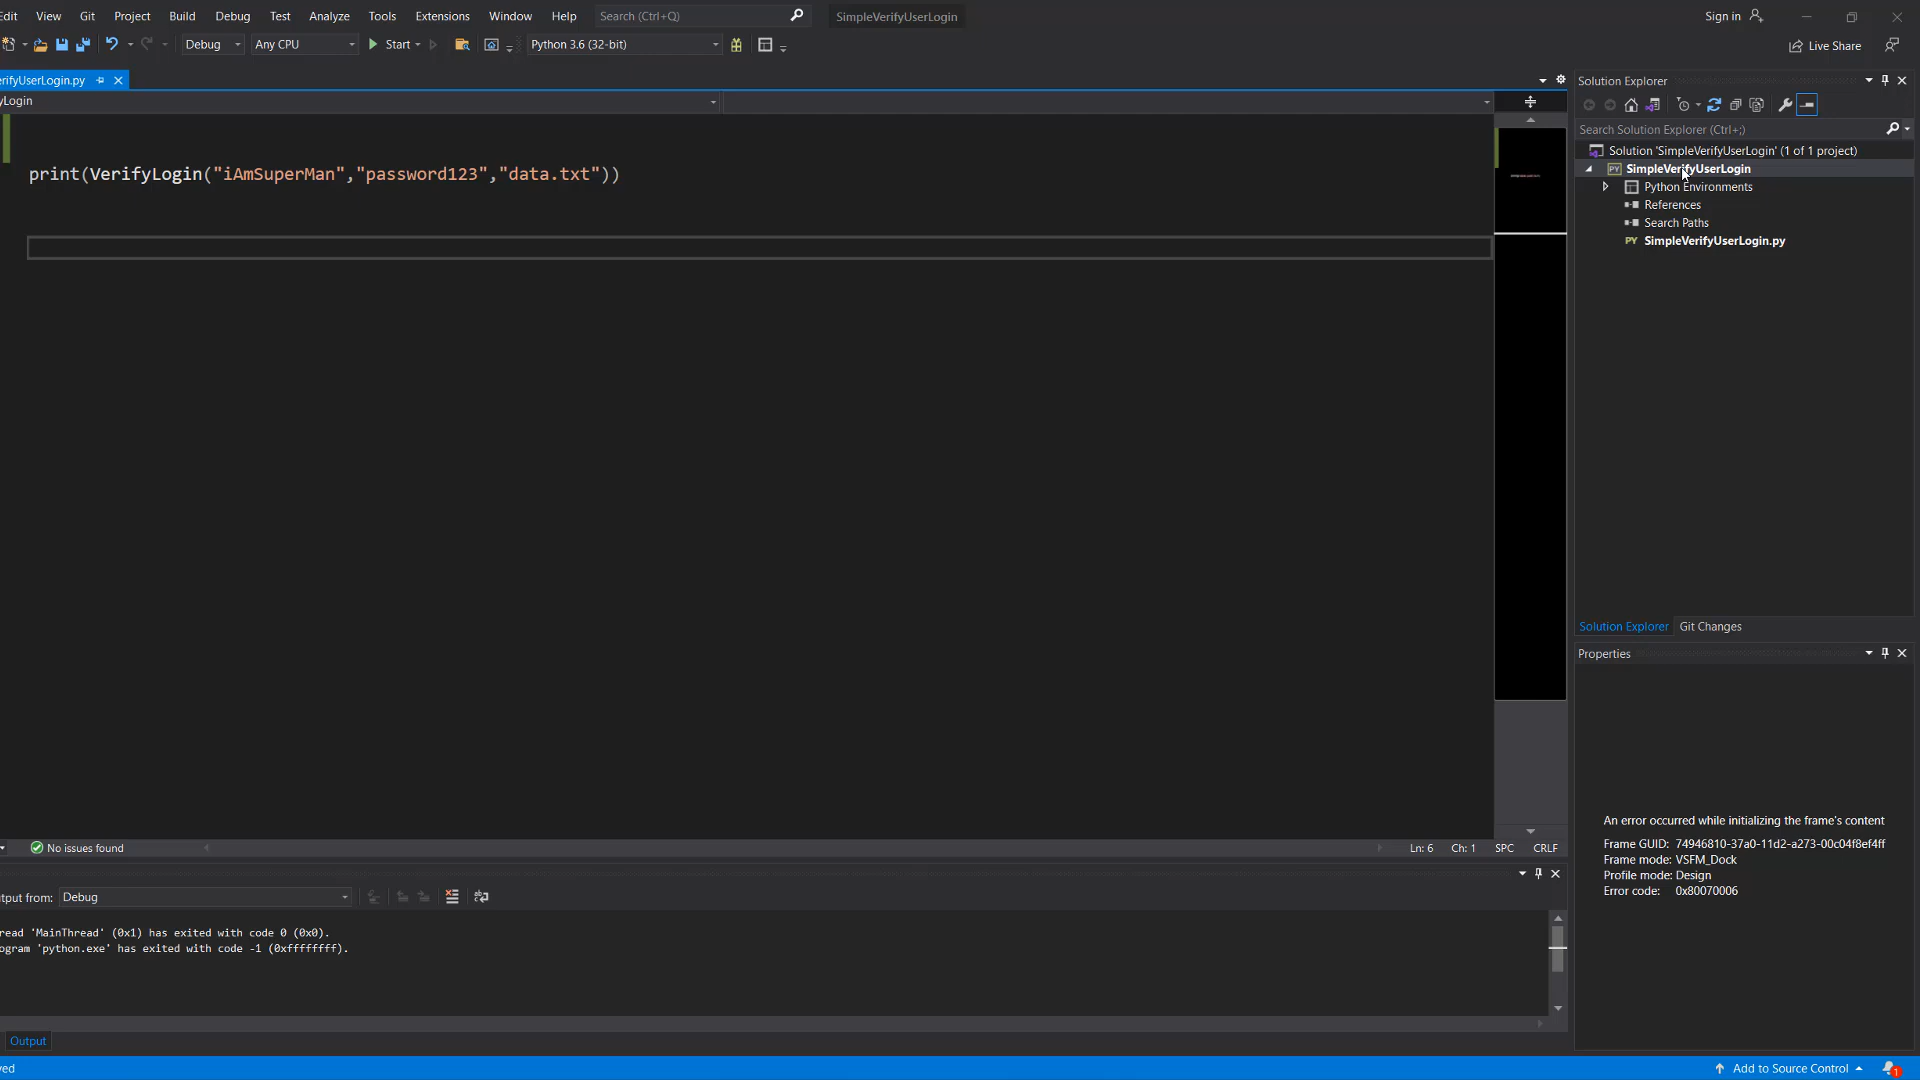 Edit View Git Project Build Debug Test Analyze Tools Extensions Window Help Search (Ctrl+Q) SimpleVerifyUserLogin Sign in
Debug Any CPU Start Python 3.6 (32-bit) Live Share
erifyUserLogin.py
yLogin
print(VerifyLogin("iAmSuperMan","password123","data.txt"))
No issues found Ln: 6 Ch: 1 SPC CRLF
tput from: Debug
read 'MainThread' (0x1) has exited with code 0 (0x0).
ogram 'python.exe' has exited with code -1 (0xffffffff).
Output
Solution Explorer
Search Solution Explorer (Ctrl+;)
Solution 'SimpleVerifyUserLogin' (1 of 1 project)
PY SimpleVerifyUserLogin
Python Environments
References
Search Paths
PY SimpleVerifyUserLogin.py
Solution Explorer Git Changes
Properties
An error occurred while initializing the frame's content
Frame GUID: 74946810-37a0-11d2-a273-00c04f8ef4ff
Frame mode: VSFM_Dock
Profile mode: Design
Error code: 0x80070006
ved Add to Source Control 1